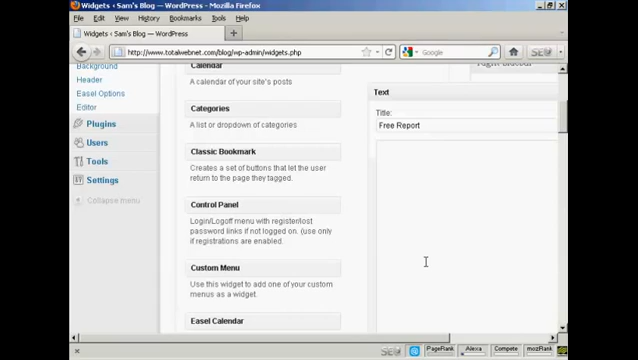 Widgets ‹ Sam's Blog — WordPress - Mozilla Firefox
File Edit View History Bookmarks Tools Help
Widgets ‹ Sam's Blog — WordPress
http://www.totalwebnet.com/blog/wp-admin/widgets.php
Google
Background
Header
Easel Options
Editor
Plugins
Users
Tools
Settings
Collapse menu
Calendar
A calendar of your site's posts
Categories
A list or dropdown of categories
Classic Bookmark
Creates a set of buttons that let the user
return to the page they tagged.
Control Panel
Login/Logoff menu with register/lost
password links if not logged on. (use only
if registrations are enabled.
Custom Menu
Use this widget to add one of your custom
menus as a widget.
Easel Calendar
Text
Title:
Free Report
PageRank
Alexa
Compete
mozRank